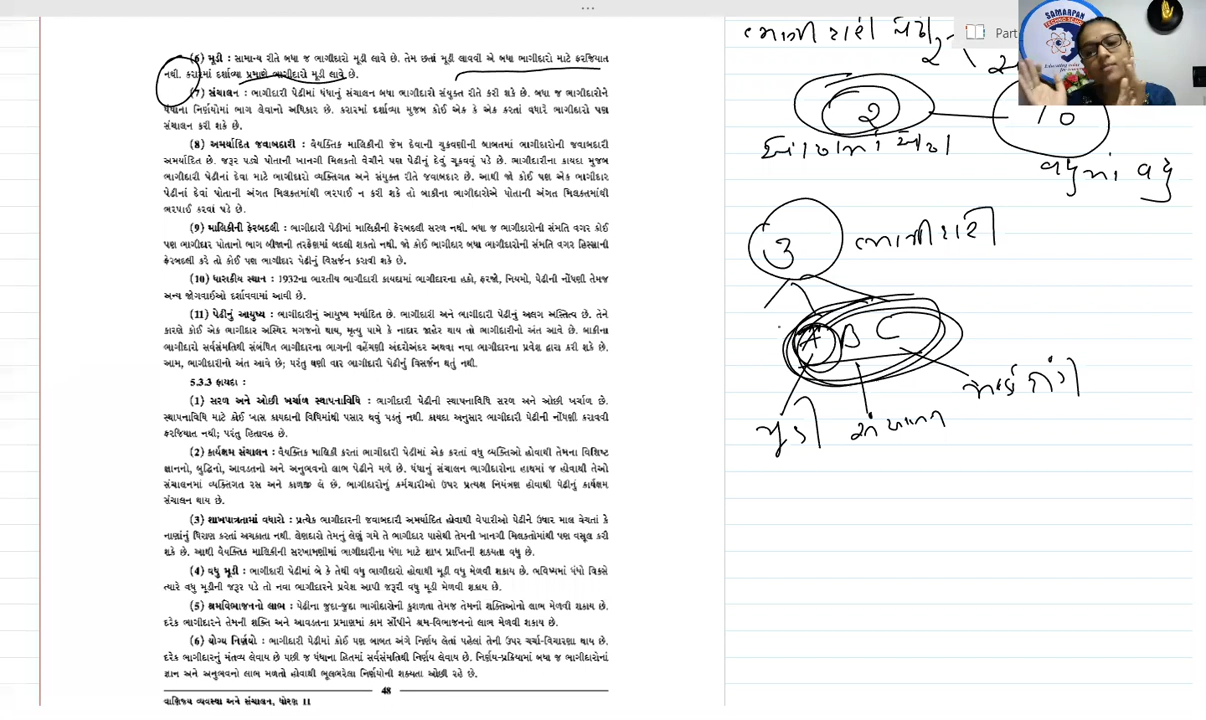 (6) મૂડી : સામાન્ય રીતે બધા જ ભાગીદારો મૂડી લાવે છે. તેમ છતાં મૂડી લાવવી એ બધા ભાગીદારો માટે ફરજિયાત
નથી. કરારમાં દર્શાવ્યા પ્રમાણે ભાગીદારો મૂડી લાવે છે.
(7) સંચાલન : ભાગીદારી પેઢીમાં ધંધાનું સંચાલન બધા ભાગીદારો સંયુક્ત રીતે કરી શકે છે. બધા જ ભાગીદારોને
ધંધાના નિર્ણયોમાં ભાગ લેવાનો અધિકાર છે. કરારમાં દર્શાવ્યા મુજબ કોઈ એક કે એક કરતાં વધારે ભાગીદારો પણ
સંચાલન કરી શકે છે.
(8) અમર્યાદિત જવાબદારી : વૈયક્તિક માલિકીની જેમ દેવાની ચુકવણીની બાબતમાં ભાગીદારોની જવાબદારી
અમર્યાદિત છે. જરૂર પડ્યે પોતાની ખાનગી મિલકતો વેચીને પણ પેઢીનું દેવું ચૂકવવું પડે છે. ભાગીદારીના કાયદા મુજબ
ભાગીદારી પેઢીનાં દેવા માટે ભાગીદારો વ્યક્તિગત અને સંયુક્ત રીતે જવાબદાર છે. આથી જો કોઈ પણ એક ભાગીદાર
પેઢીનાં દેવાં પોતાની અંગત મિલકતમાંથી ભરપાઈ ન કરી શકે તો બાકીના ભાગીદારોએ પોતાની અંગત મિલકતમાંથી
ભરપાઈ કરવાં પડે છે.
(9) માલિકીની ફેરબદલી : ભાગીદારી પેઢીમાં માલિકીની ફેરબદલી સરળ નથી. બધા જ ભાગીદારોની સંમતિ વગર કોઈ
પણ ભાગીદાર પોતાનો ભાગ બીજાની તરફેણમાં બદલી શકતો નથી. જો કોઈ ભાગીદાર બધા ભાગીદારોની સંમતિ વગર હિસ્સાની
ફેરબદલી કરે તો કોઈ પણ ભાગીદાર પેઢીનું વિસર્જન કરાવી શકે છે.
(10) ધારાકીય સ્થાન : 1932ના ભારતીય ભાગીદારી કાયદામાં ભાગીદારના હકો, ફરજો, નિયમો, પેઢીની નોંધણી તેમજ
અન્ય જોગવાઈઓ દર્શાવવામાં આવી છે.
(11) પેઢીનું આયુષ્ય : ભાગીદારીનું આયુષ્ય મર્યાદિત છે. ભાગીદારી અને ભાગીદારી પેઢીનું અલગ અસ્તિત્વ છે. તેને
કારણે કોઈ એક ભાગીદાર અસ્થિર મગજનો થાય, મૃત્યુ પામે કે નાદાર જાહેર થાય તો ભાગીદારીનો અંત આવે છે. બાકીના
ભાગીદારો સર્વસંમતિથી સંબંધિત ભાગીદારના ભાગની વહેંચણી અંદરોઅંદર અથવા નવા ભાગીદારના પ્રવેશ દ્વારા કરી શકે છે.
આમ, ભાગીદારીનો અંત આવે છે; પરંતુ ઘણી વાર ભાગીદારી પેઢીનું વિસર્જન થતું નથી.
5.3.3 ફાયદા :
(1) સરળ અને ઓછી ખર્ચાળ સ્થાપનાવિધિ : ભાગીદારી પેઢીની સ્થાપનાવિધિ સરળ અને ઓછી ખર્ચાળ છે.
સ્થાપનાવિધિ માટે કોઈ ખાસ કાયદાની વિધિમાંથી પસાર થવું પડતું નથી. કાયદા અનુસાર ભાગીદારી પેઢીની નોંધણી કરાવવી
ફરજિયાત નથી; પરંતુ હિતાવહ છે.
(2) કાર્યક્ષમ સંચાલન : વૈયક્તિક માલિકી કરતાં ભાગીદારી પેઢીમાં એક કરતાં વધુ વ્યક્તિઓ હોવાથી તેમના વિશિષ્ટ
જ્ઞાનનો, બુદ્ધિનો, આવડતનો અને અનુભવનો લાભ પેઢીને મળે છે. ધંધાનું સંચાલન ભાગીદારોના હાથમાં જ હોવાથી તેઓ
સંચાલનમાં વ્યક્તિગત રસ અને કાળજી લે છે. ભાગીદારોનું કર્મચારીઓ ઉપર પ્રત્યક્ષ નિયંત્રણ હોવાથી પેઢીનું કાર્યક્ષમ
સંચાલન થાય છે.
(3) શાખપાત્રતામાં વધારો : પ્રત્યેક ભાગીદારની જવાબદારી અમર્યાદિત હોવાથી વેપારીઓ પેઢીને ઉધાર માલ વેચતાં કે
નાણાંનું ધિરાણ કરતાં અચકાતા નથી. લેણદારો તેમનું લેણું ગમે તે ભાગીદાર પાસેથી તેમની ખાનગી મિલકતોમાંથી પણ વસૂલ કરી
શકે છે. આથી વૈયક્તિક માલિકીની સરખામણીમાં ભાગીદારીના ધંધા માટે શાખ પ્રાપ્તિની શક્યતા વધુ છે.
(4) વધુ મૂડી : ભાગીદારી પેઢીમાં બે કે તેથી વધુ ભાગીદારો હોવાથી મૂડી વધુ મેળવી શકાય છે. ભવિષ્યમાં ધંધો વિકસે
ત્યારે વધુ મૂડીની જરૂર પડે તો નવા ભાગીદારને પ્રવેશ આપી જરૂરી વધુ મૂડી મેળવી શકાય છે.
(5) શ્રમવિભાજનનો લાભ : પેઢીના જુદા-જુદા ભાગીદારોની કુશળતા તેમજ તેમની શક્તિઓનો લાભ મેળવી શકાય છે.
દરેક ભાગીદારને તેમની શક્તિ અને આવડતના પ્રમાણમાં કામ સોંપીને શ્રમ-વિભાજનનો લાભ મેળવી શકાય છે.
(6) યોગ્ય નિર્ણયો : ભાગીદારી પેઢીમાં કોઈ પણ બાબત અંગે નિર્ણય લેતાં પહેલાં તેની ઉપર ચર્ચા-વિચારણા થાય છે.
દરેક ભાગીદારનું મંતવ્ય લેવાય છે પછી જ ધંધાના હિતમાં સર્વસંમતિથી નિર્ણય લેવાય છે. નિર્ણય-પ્રક્રિયામાં બધા જ ભાગીદારોનાં
જ્ઞાન અને અનુભવનો લાભ મળતો હોવાથી ભૂલભરેલા નિર્ણયોની શક્યતા ઓછી રહે છે.
48
વાણિજ્ય વ્યવસ્થા અને સંચાલન, ધોરણ 11
Part
SAMARPAN
2
10
ઓછામાં ઓછા
વધુમાં વધુ
3 ભાગીદારી
A B C
મૂડી સંચાલન